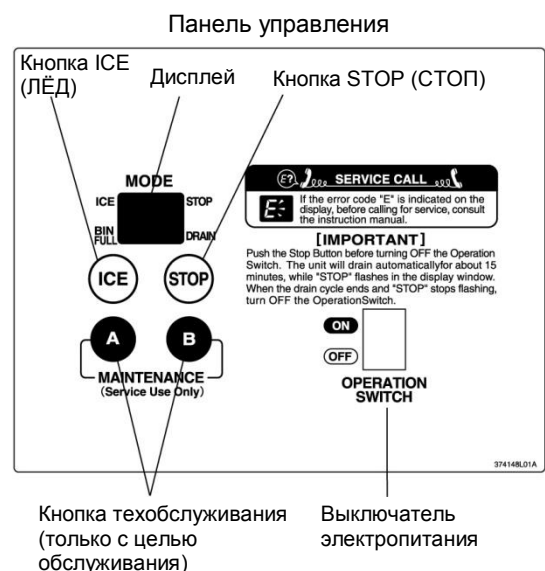 Панель управления
Кнопка ICE
(ЛЁД)
Дисплей
Кнопка STOP (СТОП)
MODE
ICE
STOP
BIN
FULL
DRAIN
ICE
STOP
A
B
MAINTENANCE
(Service Use Only)
E?
SERVICE CALL
E
If the error code "E" is indicated on the
display, before calling for service, consult
the instruction manual.
[IMPORTANT]
Push the Stop Button before turning OFF the Operation
Switch. The unit will drain automaticallyfor about 15
minutes, while "STOP" flashes in the display window.
When the drain cycle ends and "STOP" stops flashing,
turn OFF the OperationSwitch.
ON
OFF
OPERATION
SWITCH
374148L01A
Кнопка техобслуживания
(только с целью
обслуживания)
Выключатель
электропитания